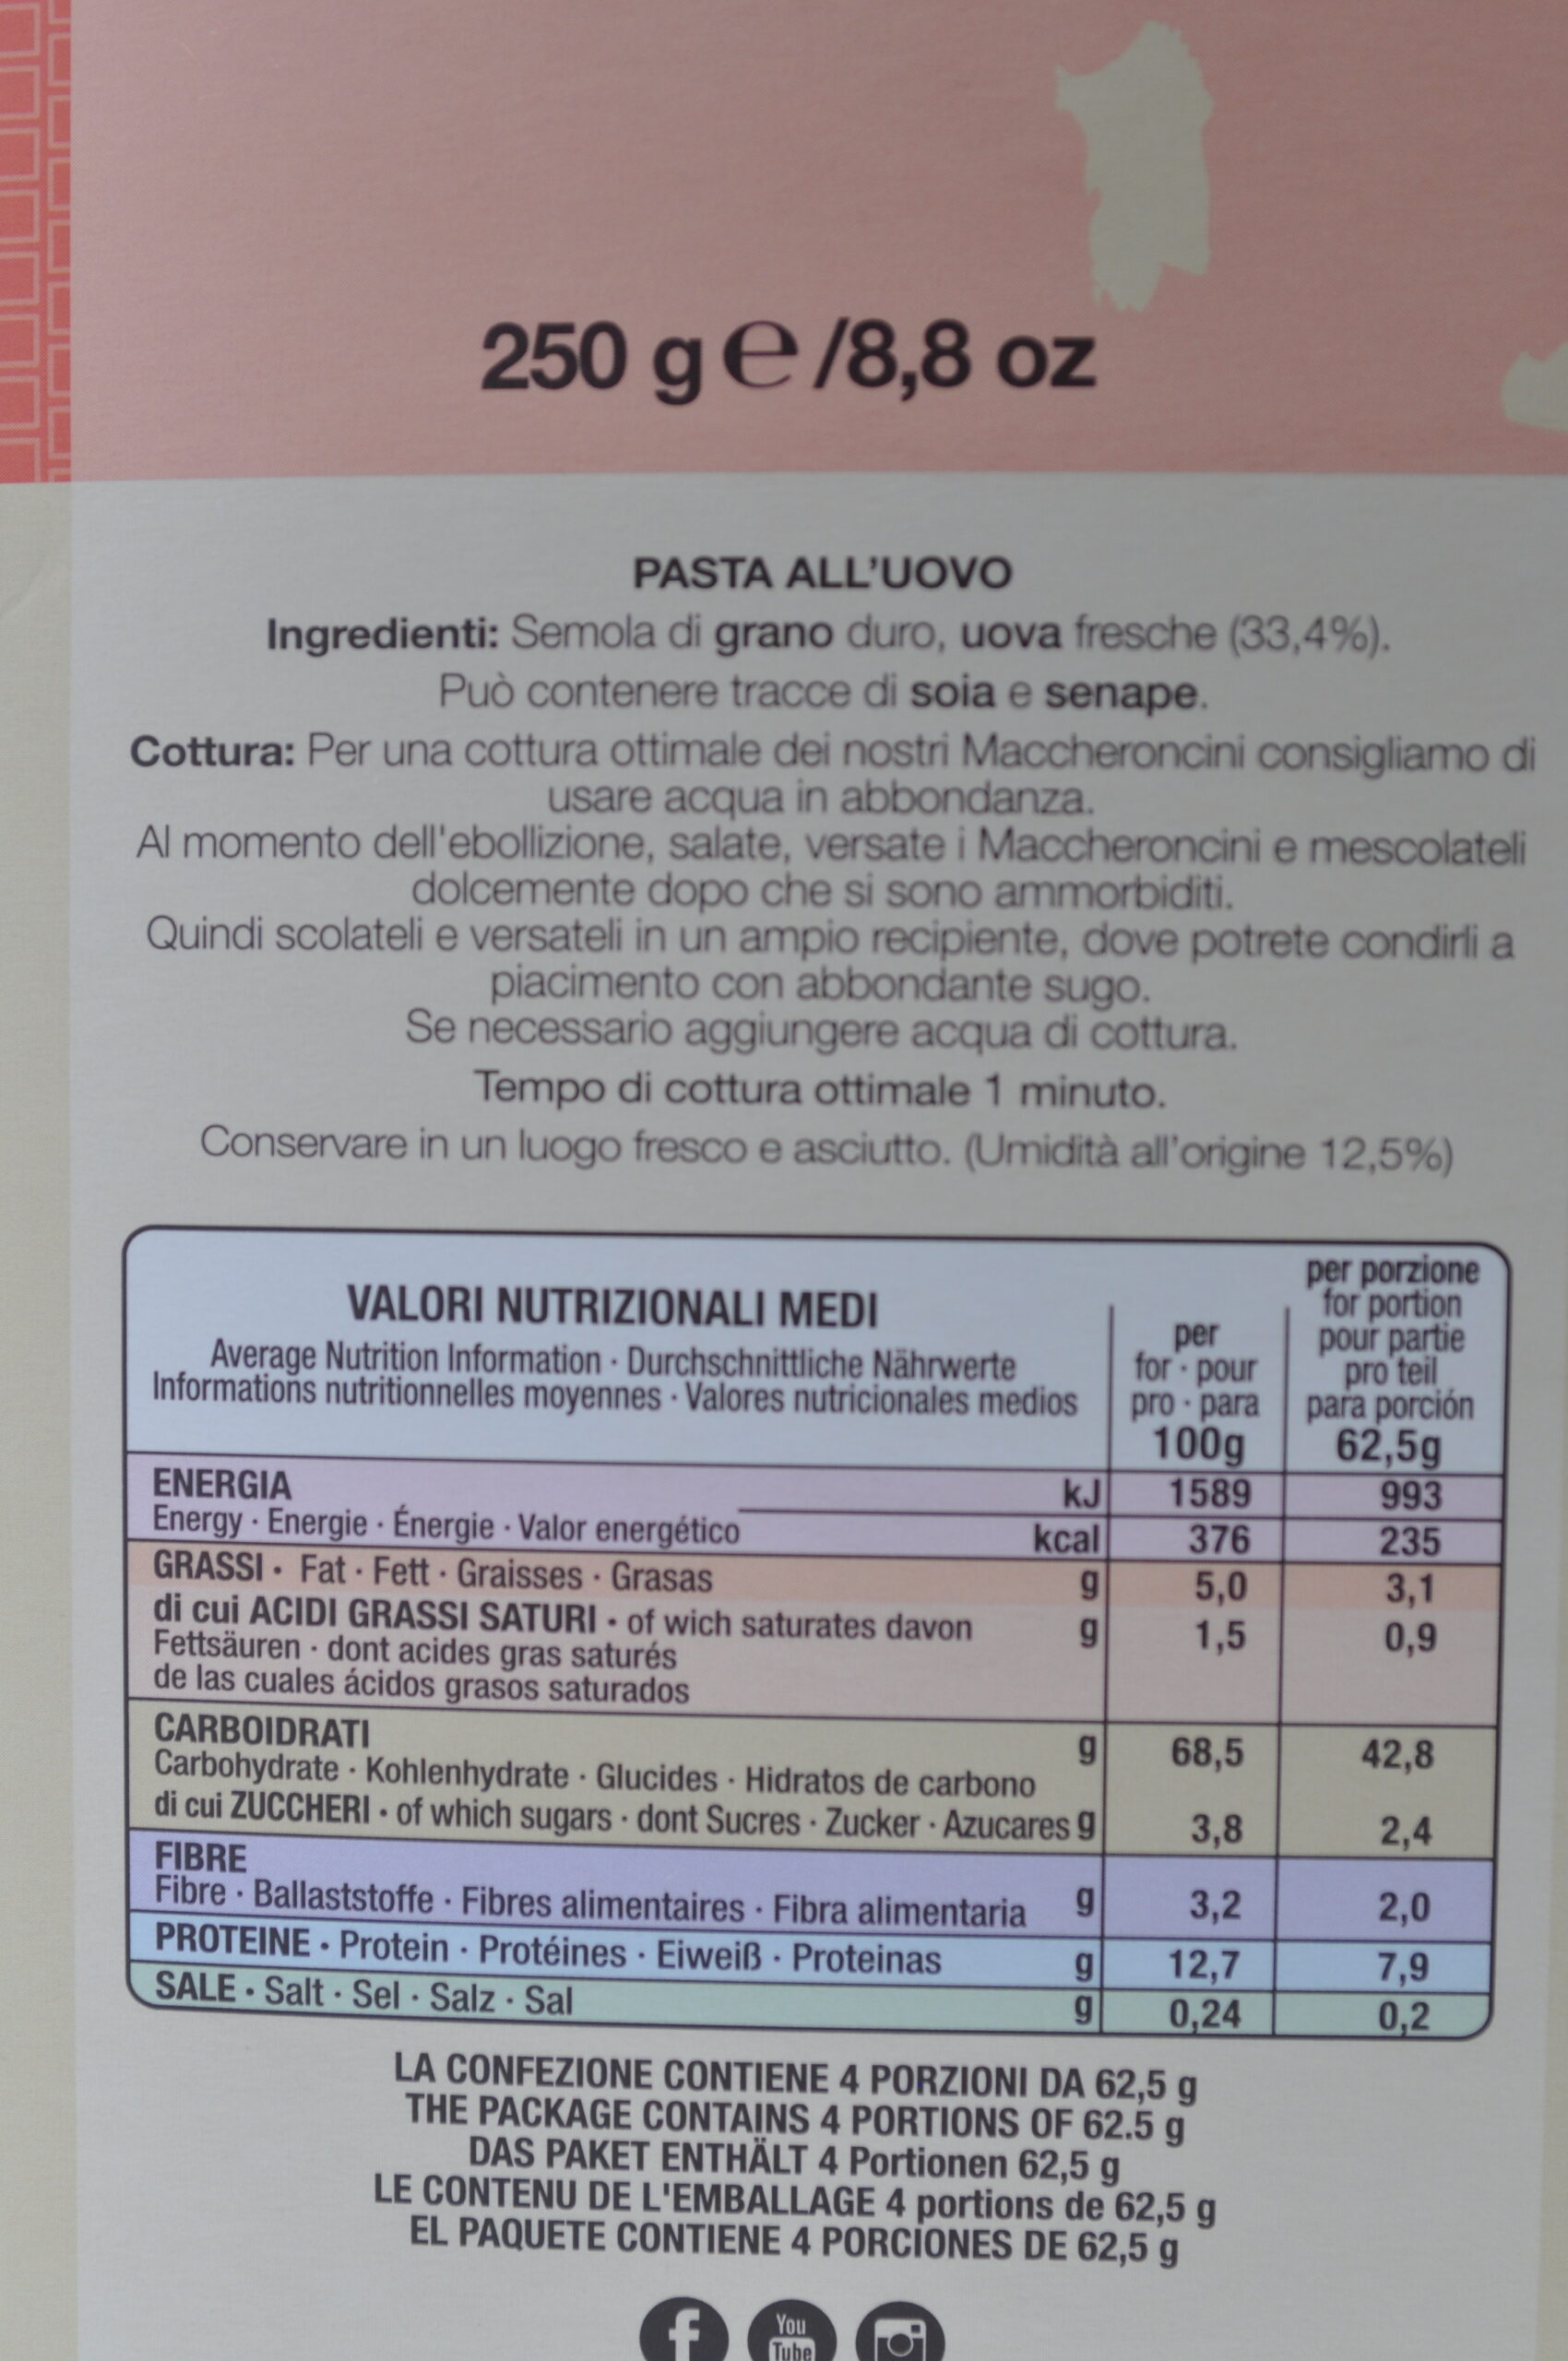 250 g ℮ /8,8 oz
PASTA ALL'UOVO
Ingredienti: Semola di grano duro, uova fresche (33,4%).
Può contenere tracce di soia e senape.
Cottura: Per una cottura ottimale dei nostri Maccheroncini consigliamo di
usare acqua in abbondanza.
Al momento dell'ebollizione, salate, versate i Maccheroncini e mescolateli
dolcemente dopo che si sono ammorbiditi.
Quindi scolateli e versateli in un ampio recipiente, dove potrete condirli a
piacimento con abbondante sugo.
Se necessario aggiungere acqua di cottura.
Tempo di cottura ottimale 1 minuto.
Conservare in un luogo fresco e asciutto. (Umidità all'origine 12,5%)
VALORI NUTRIZIONALI MEDI
Average Nutrition Information · Durchschnittliche Nährwerte
Informations nutritionnelles moyennes · Valores nutricionales medios
per
for · pour
pro · para
100g
per porzione
for portion
pour partie
pro teil
para porción
62,5g
ENERGIA kJ 1589 993
Energy · Energie · Énergie · Valor energético kcal 376 235
GRASSI · Fat · Fett · Graisses · Grasas g 5,0 3,1
di cui ACIDI GRASSI SATURI · of wich saturates davon g 1,5 0,9
Fettsäuren · dont acides gras saturés
de las cuales ácidos grasos saturados
CARBOIDRATI g 68,5 42,8
Carbohydrate · Kohlenhydrate · Glucides · Hidratos de carbono
di cui ZUCCHERI · of which sugars · dont Sucres · Zucker · Azucares g 3,8 2,4
FIBRE
Fibre · Ballaststoffe · Fibres alimentaires · Fibra alimentaria g 3,2 2,0
PROTEINE · Protein · Protéines · Eiweiß · Proteinas g 12,7 7,9
SALE · Salt · Sel · Salz · Sal g 0,24 0,2
LA CONFEZIONE CONTIENE 4 PORZIONI DA 62,5 g
THE PACKAGE CONTAINS 4 PORTIONS OF 62.5 g
DAS PAKET ENTHÄLT 4 Portionen 62,5 g
LE CONTENU DE L'EMBALLAGE 4 portions de 62,5 g
EL PAQUETE CONTIENE 4 PORCIONES DE 62,5 g
f
You
Tube